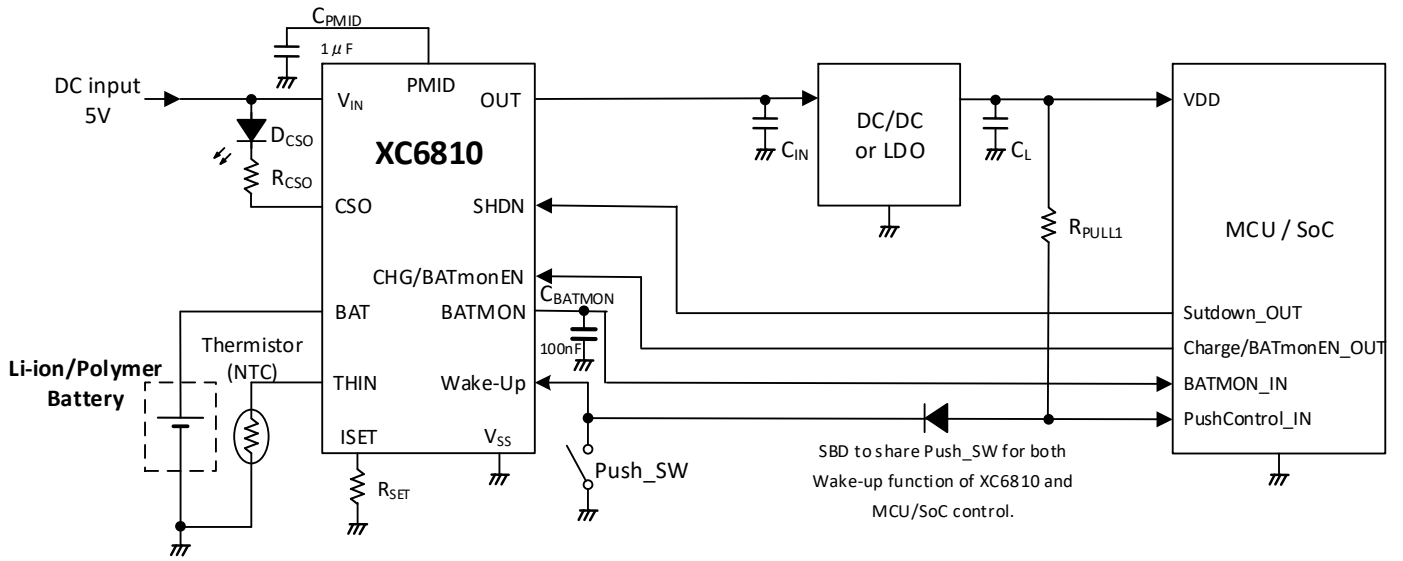 CPMID
1μF
DC input
5V
VIN
PMID
OUT
DCSO
RCSO
XC6810
CIN
DC/DC
or LDO
CL
VDD
CSO
SHDN
RPULL1
MCU / SoC
CHG/BATmonEN
CBATMON
BAT
BATMON
100nF
Sutdown_OUT
Charge/BATmonEN_OUT
BATMON_IN
PushControl_IN
Thermistor
(NTC)
Li-ion/Polymer
Battery
THIN
Wake-Up
ISET
VSS
RSET
Push_SW
SBD to share Push_SW for both
Wake-up function of XC6810 and
MCU/SoC control.